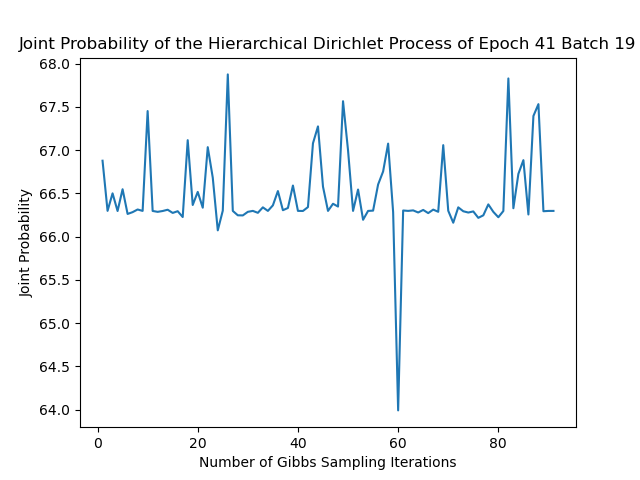 Joint Probability of the Hierarchical Dirichlet Process of Epoch 41 Batch 19
68.0
67.5
67.0
66.5
66.0
65.5
65.0
64.5
64.0
Joint Probability
0 20 40 60 80
Number of Gibbs Sampling Iterations